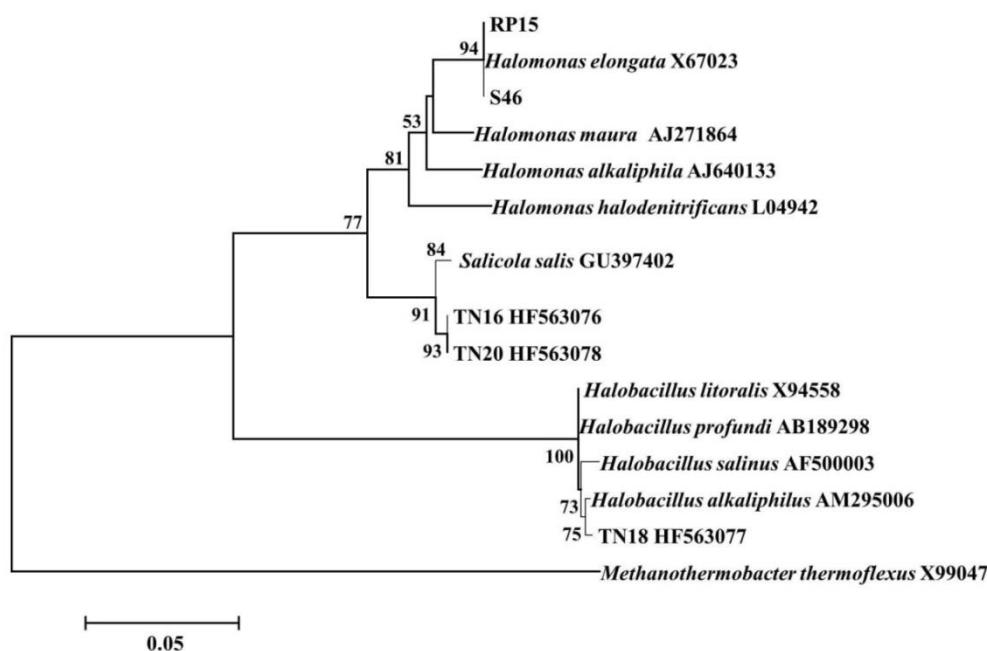 RP15
94
Halomonas elongata X67023
S46
53
Halomonas maura AJ271864
81
Halomonas alkaliphila AJ640133
Halomonas halodenitrificans L04942
77
84
Salicola salis GU397402
91
TN16 HF563076
93
TN20 HF563078
Halobacillus litoralis X94558
Halobacillus profundi AB189298
100
Halobacillus salinus AF500003
73
Halobacillus alkaliphilus AM295006
75
TN18 HF563077
Methanothermobacter thermoflexus X99047
0.05